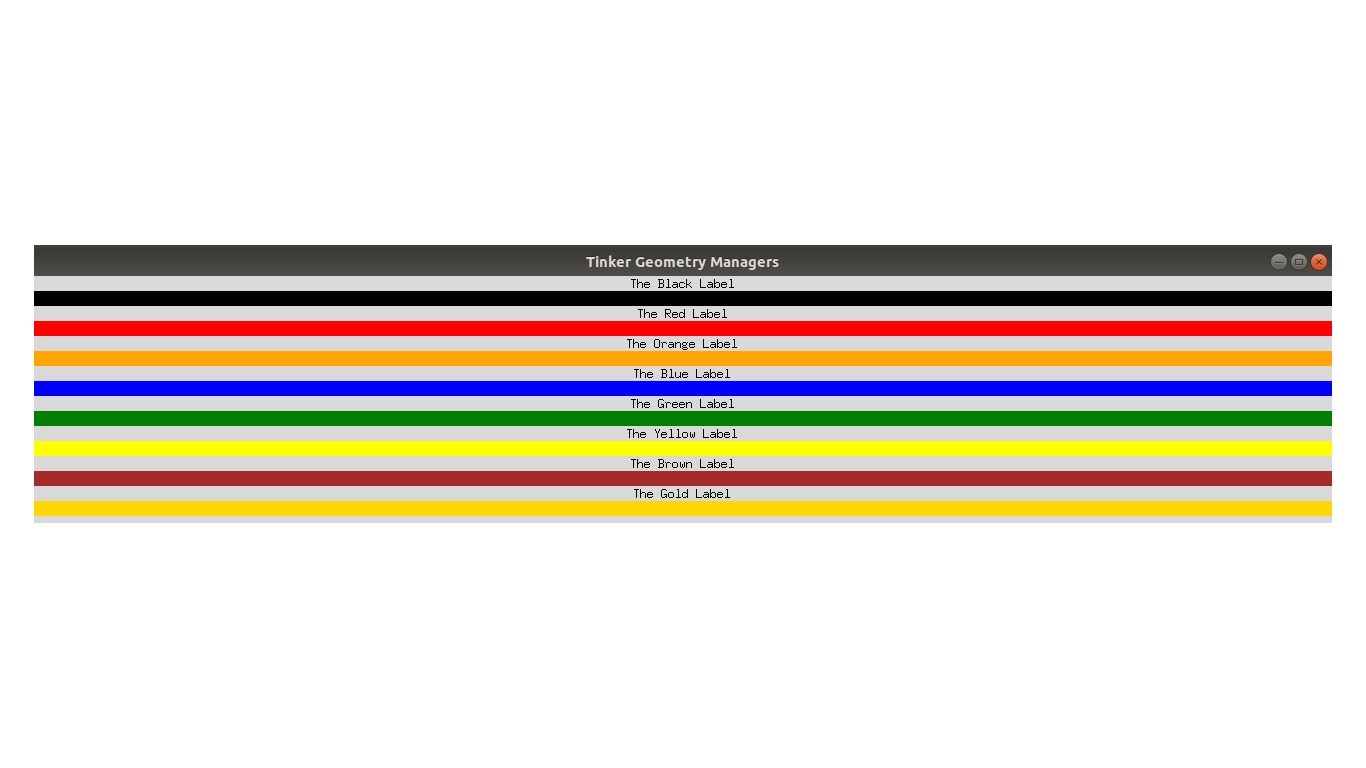 Tinker Geometry Managers
The Black Label
The Red Label
The Orange Label
The Blue Label
The Green Label
The Yellow Label
The Brown Label
The Gold Label